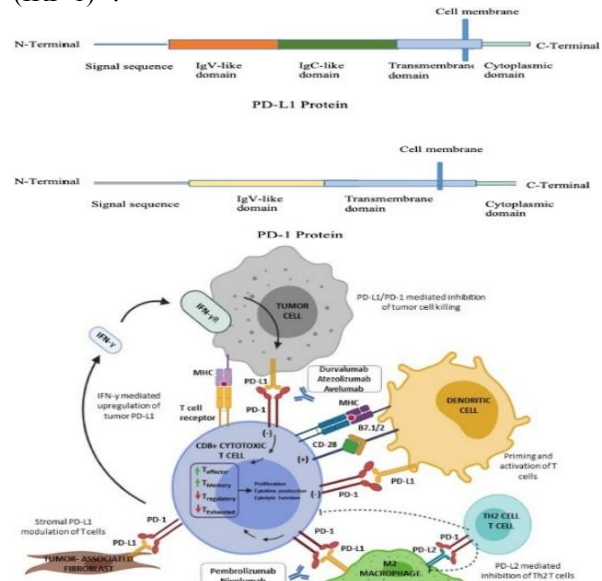 (IRF-1)
Cell membrane
N-Terminal
C-Terminal
Signal sequence
IgV-like domain
IgC-like domain
Transmembrane domain
Cytoplasmic domain
PD-L1 Protein
Cell membrane
N-Terminal
C-Terminal
Signal sequence
IgV-like domain
Transmembrane domain
Cytoplasmic domain
PD-1 Protein
IFN-γR
TUMOR
CELL
PD-L1/PD-1 mediated inhibition
of tumor cell killing
IFN-γ
MHC
PD-L1
Durvalumab
Atezolizumab
Avelumab
IFN-γ mediated
upregulation of
tumor PD-L1
T cell
receptor
PD-1
MHC
B7.1/2
DENDRITIC
CELL
(-)
CD-28
(+)
CD8+ CYTOTOXIC
T CELL
Teffector
TMemory
Tregulatory
TExhausted
Proliferation
Cytokine production
Cytolytic function
(-)
PD-1
PD-L1
Priming and
activation of T
cells
Stromal PD-L1
modulation of T cells
PD-1
PD-L1
TUMOR- ASSOCIATED
FIBROBLAST
PD-1
PD-L1
PD-1
PD-L2
TH2 CELL
T CELL
Pembrolizumab
Nivolumab
M2
MACROPHAGE
PD-L2 mediated
inhibition of Th2 T cells